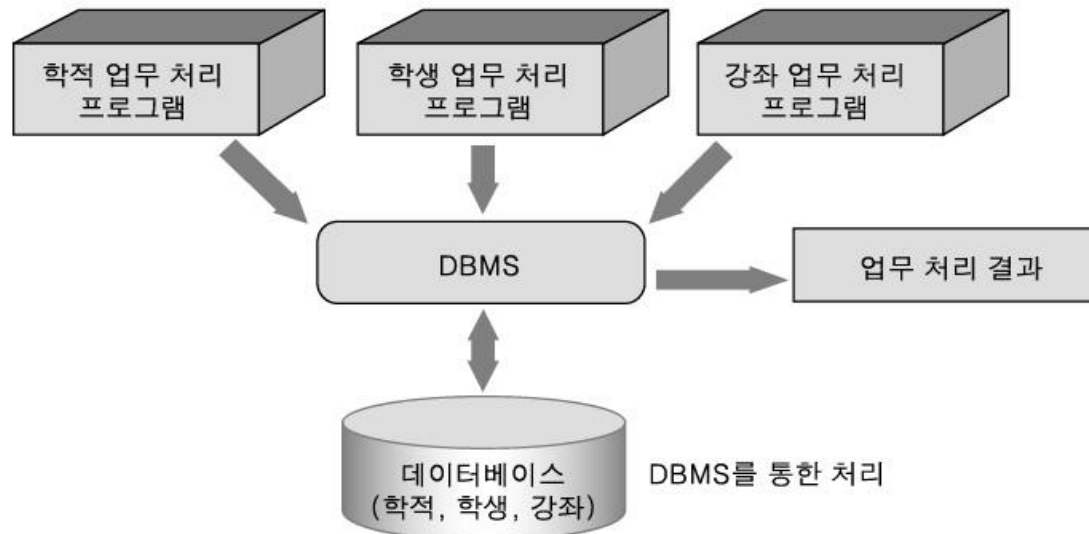 학적 업무 처리
프로그램
학생 업무 처리
프로그램
강좌 업무 처리
프로그램
DBMS
업무 처리 결과
데이터베이스
(학적, 학생, 강좌)
DBMS를 통한 처리